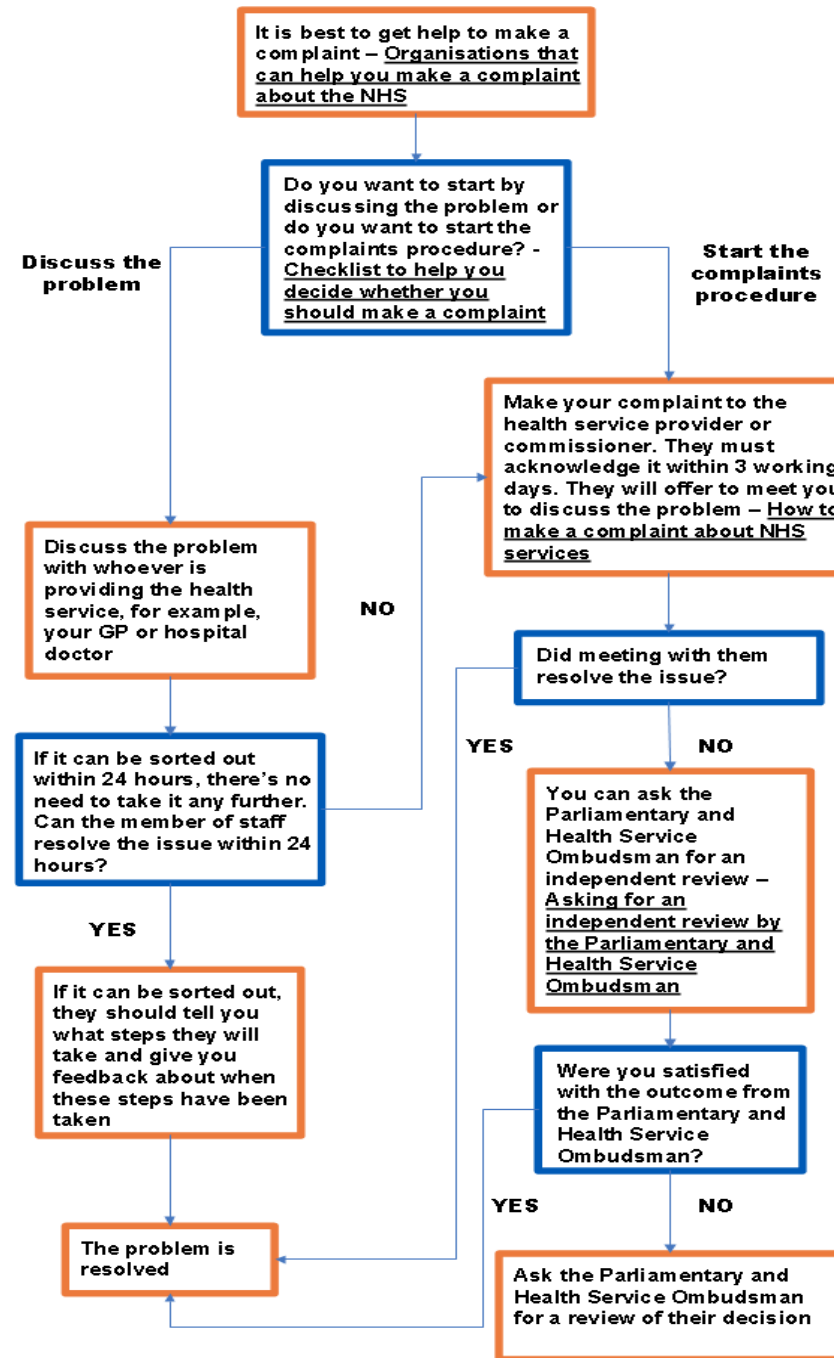 It is best to get help to make a
complaint – Organisations that
can help you make a complaint
about the NHS
Do you want to start by
discussing the problem or
do you want to start the
complaints procedure? -
Checklist to help you
decide whether you
should make a complaint
Discuss the
problem
Start the
complaints
procedure
Make your complaint to the
health service provider or
commissioner. They must
acknowledge it within 3 working
days. They will offer to meet you
to discuss the problem – How to
make a complaint about NHS
services
Discuss the problem
with whoever is
providing the health
service, for example,
your GP or hospital
doctor
NO
Did meeting with them
resolve the issue?
If it can be sorted out
within 24 hours, there's no
need to take it any further.
Can the member of staff
resolve the issue within 24
hours?
YES
NO
You can ask the
Parliamentary and
Health Service
Ombudsman for an
independent review –
Asking for an
independent review by
the Parliamentary and
Health Service
Ombudsman
YES
If it can be sorted out,
they should tell you
what steps they will
take and give you
feedback about when
these steps have been
taken
Were you satisfied
with the outcome from
the Parliamentary and
Health Service
Ombudsman?
YES
NO
The problem is
resolved
Ask the Parliamentary and
Health Service Ombudsman
for a review of their decision